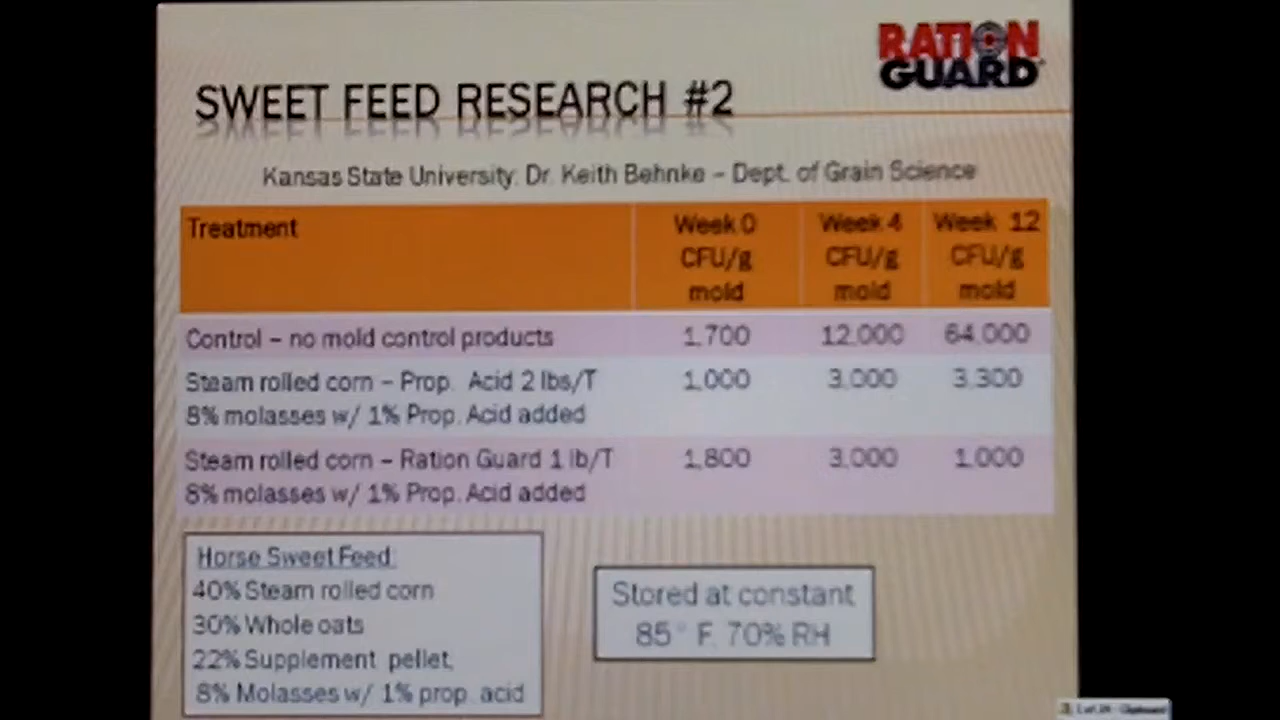 RATION
GUARD
SWEET FEED RESEARCH #2
Kansas State University: Dr. Keith Behnke – Dept. of Grain Science
Treatment
Week 0 CFU/g mold
Week 4 CFU/g mold
Week 12 CFU/g mold
Control – no mold control products 1,700 12,000 64,000
Steam rolled corn – Prop. Acid 2 lbs/T 1,000 3,000 3,300
8% molasses w/ 1% Prop. Acid added
Steam rolled corn – Ration Guard 1 lb/T 1,800 3,000 1,000
8% molasses w/ 1% Prop. Acid added
Horse Sweet Feed:
40% Steam rolled corn
30% Whole oats
22% Supplement pellet,
8% Molasses w/ 1% prop. acid
Stored at constant
85° F, 70% RH